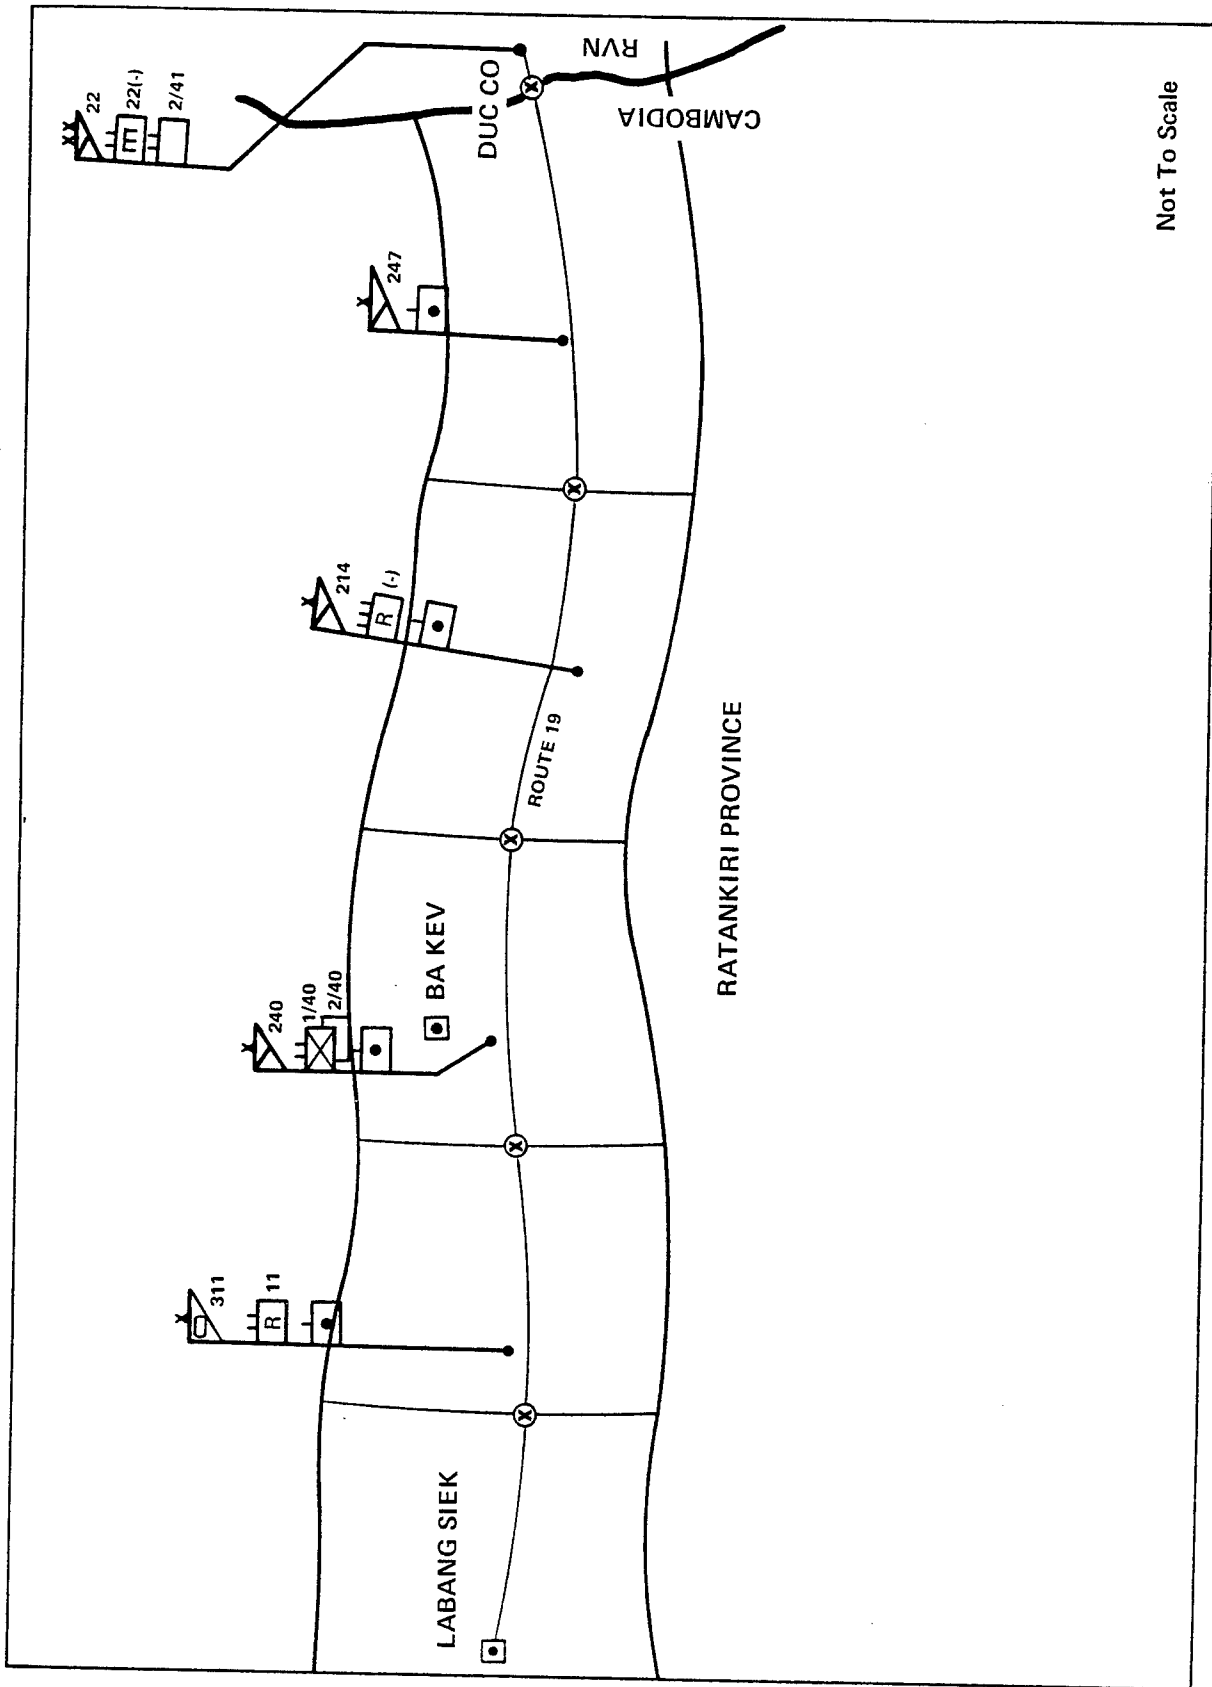 22
22(-)
E
2/41
DUC CO
RVN
CAMBODIA
247
214
(-)
R
ROUTE 19
240
1/40
2/40
BA KEV
311
11
R
LABANG SIEK
RATANKIRI PROVINCE
Not To Scale